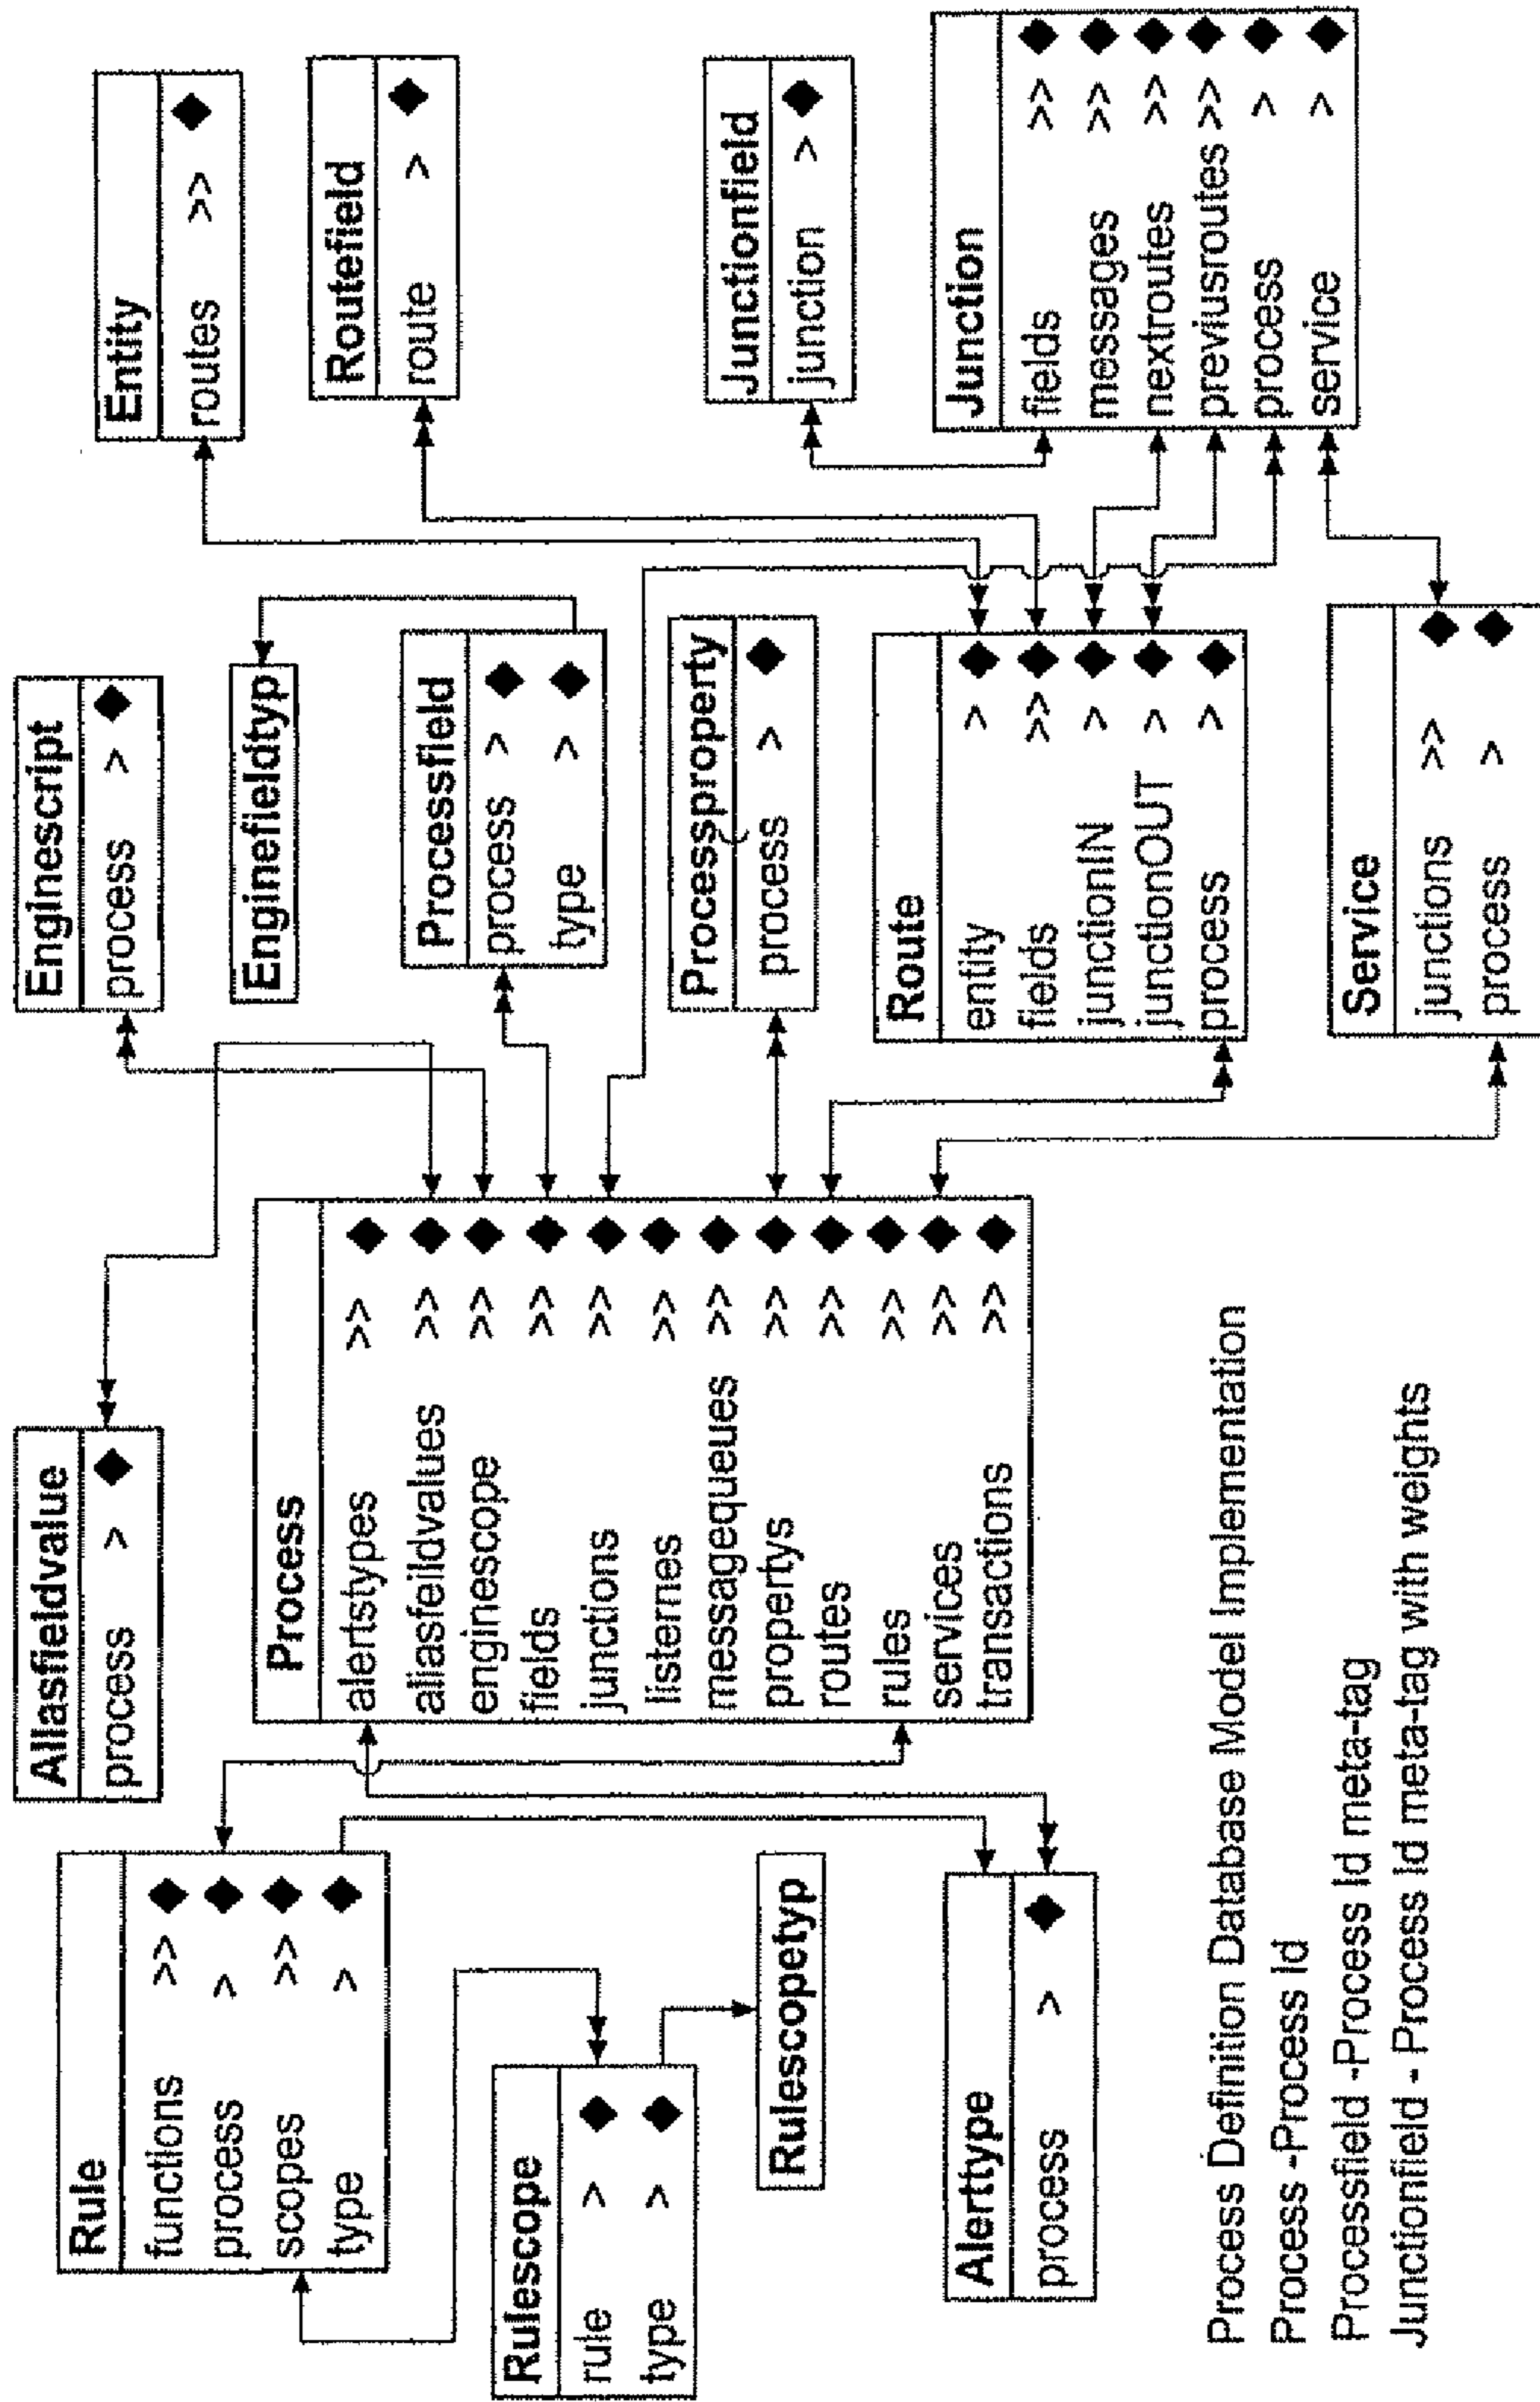 Rule
functions >>
process >
scopes >>
type >
Rulescope
rule >
type >
Rulescopetyp
Alerttype
process >
Aliasfieldvalue
process >
Process
alertstypes >>
aliasfeildvalues >>
enginescope >>
fields >>
junctions >>
listernes >>
messagequeues >>
propertys >>
routes >>
rules >>
services >>
transactions >>
Enginescript
process >
Enginefieldtyp
Processfield
process >
type >
Processproperty
process >
Route
entity >
fields >>
junctionIN >
junctionOUT >
process >
Service
junctions >>
process >
Entity
routes >>
Routefield
route >
Junctionfield
junction >
Junction
fields >>
messages >>
nextroutes >>
previusroutes >>
process >
service >
Process Definition Database Model Implementation
Process -Process Id
Processfield -Process Id meta-tag
Junctionfield - Process Id meta-tag with weights